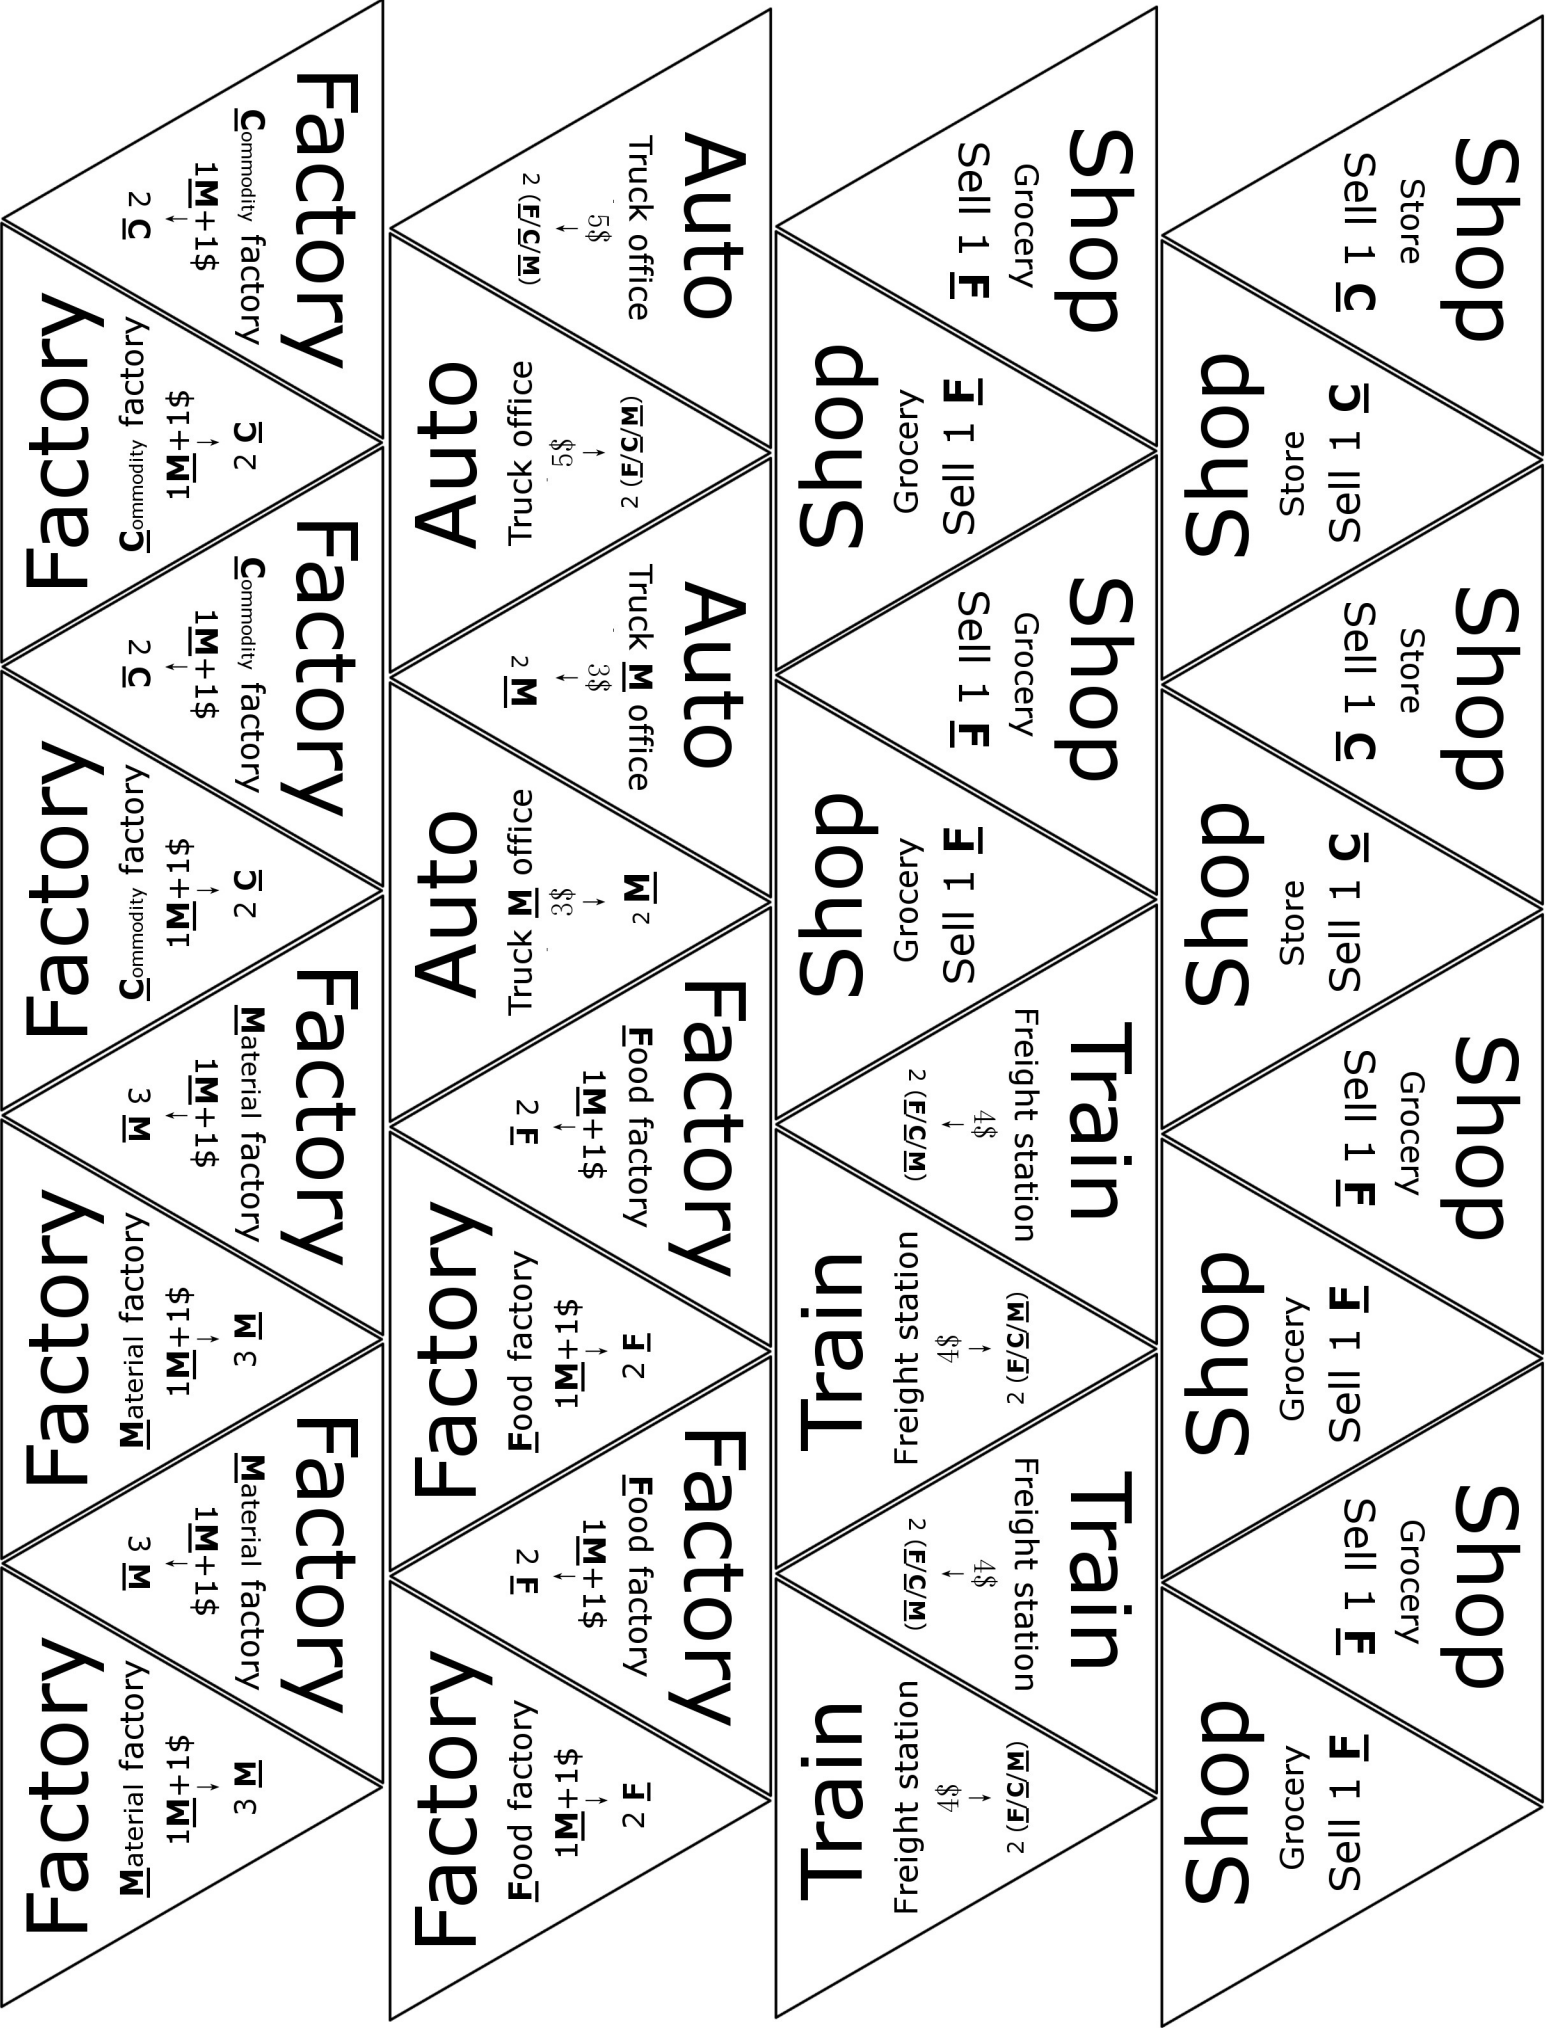 Shop
Store
Sell 1 C
Shop
Store
Sell 1 C
Shop
Store
Sell 1 C
Shop
Store
Sell 1 C
Shop
Grocery
Sell 1 F
Shop
Grocery
Sell 1 F
Shop
Grocery
Sell 1 F
Shop
Grocery
Sell 1 F
Shop
Grocery
Sell 1 F
Shop
Grocery
Sell 1 F
Shop
Grocery
Sell 1 F
Shop
Grocery
Sell 1 F
Train
Freight station
4$
↓
2 (F/C/M)
Train
Freight station
4$
↓
2 (F/C/M)
Train
Freight station
4$
↓
2 (F/C/M)
Train
Freight station
4$
↓
2 (F/C/M)
Auto
Truck office
5$
↓
2 (F/C/M)
Auto
Truck office
5$
↓
2 (F/C/M)
Auto
Truck M office
3$
↓
2 M
Auto
Truck M office
3$
↓
2 M
Factory
Food factory
1M+1$
↓
2 F
Factory
Food factory
1M+1$
↓
2 F
Factory
Food factory
1M+1$
↓
2 F
Factory
Food factory
1M+1$
↓
2 F
Factory
Commodity factory
1M+1$
↓
2 C
Factory
Commodity factory
1M+1$
↓
2 C
Factory
Commodity factory
1M+1$
↓
2 C
Factory
Commodity factory
1M+1$
↓
2 C
Factory
Material factory
1M+1$
↓
3 M
Factory
Material factory
1M+1$
↓
3 M
Factory
Material factory
1M+1$
↓
3 M
Factory
Material factory
1M+1$
↓
3 M